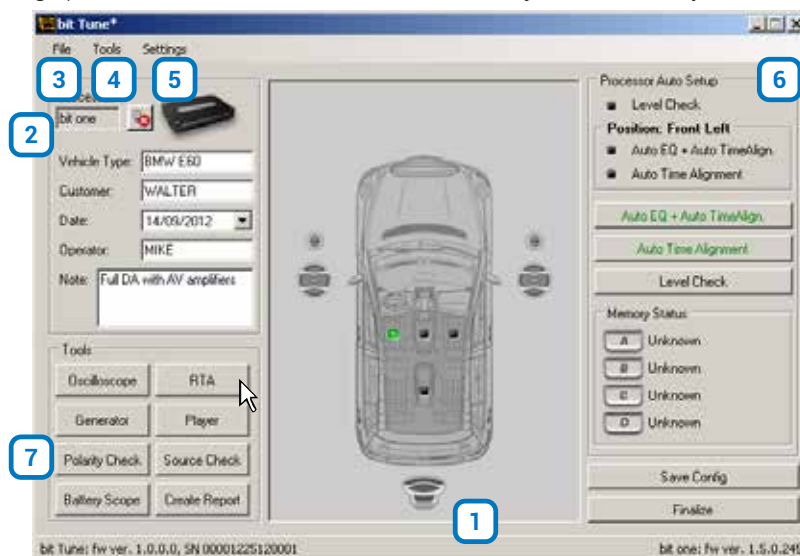 bit Tune*
File Tools Settings
3 4 5 6
2
bit one
Vehicle Type: BMW E60
Customer: WALTER
Date: 14/09/2012
Operator: MIKE
Note: Full DA with AV amplifiers
Tools
Oscilloscope RTA
Generator Player
7
Polarity Check Source Check
Battery Scope Create Report
1
Processor Auto Setup
Level Check
Position: Front Left
Auto EQ + Auto TimeAlign.
Auto Time Alignment
Auto EQ + Auto TimeAlign.
Auto Time Alignment
Level Check
Memory Status
A Unknown
B Unknown
C Unknown
D Unknown
Save Config
Finalize
bit Tune: fw ver. 1.0.0.0, SN 00001225120001
bit one: fw ver. 1.5.0.249